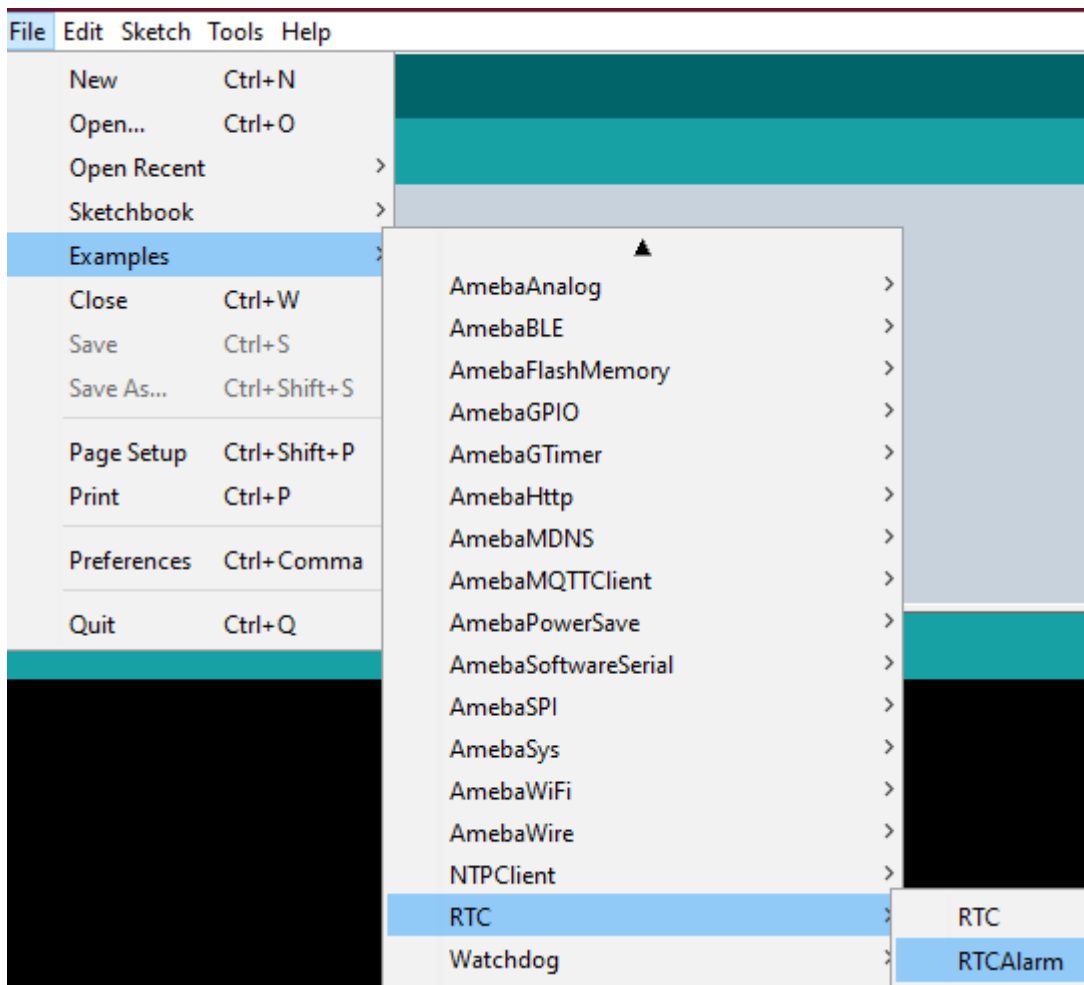 File Edit Sketch Tools Help
New Ctrl+N
Open... Ctrl+O
Open Recent
Sketchbook
Examples
Close Ctrl+W
Save Ctrl+S
Save As... Ctrl+Shift+S
Page Setup Ctrl+Shift+P
Print Ctrl+P
Preferences Ctrl+Comma
Quit Ctrl+Q
AmebaAnalog
AmebaBLE
AmebaFlashMemory
AmebaGPIO
AmebaGTimer
AmebaHttp
AmebaMDNS
AmebaMQTTClient
AmebaPowerSave
AmebaSoftwareSerial
AmebaSPI
AmebaSys
AmebaWiFi
AmebaWire
NTPClient
RTC
Watchdog
RTC
RTCAlarm